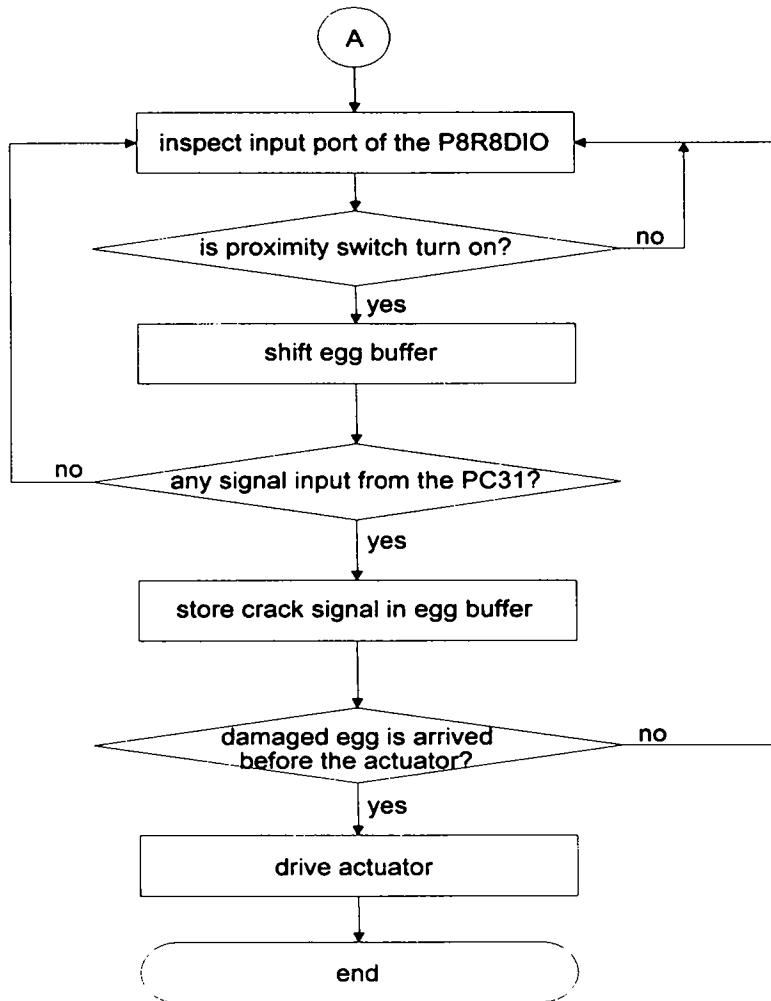 A
inspect input port of the P8R8DIO
is proximity switch turn on?
no
yes
shift egg buffer
no
any signal input from the PC31?
yes
store crack signal in egg buffer
damaged egg is arrived
before the actuator?
no
yes
drive actuator
end